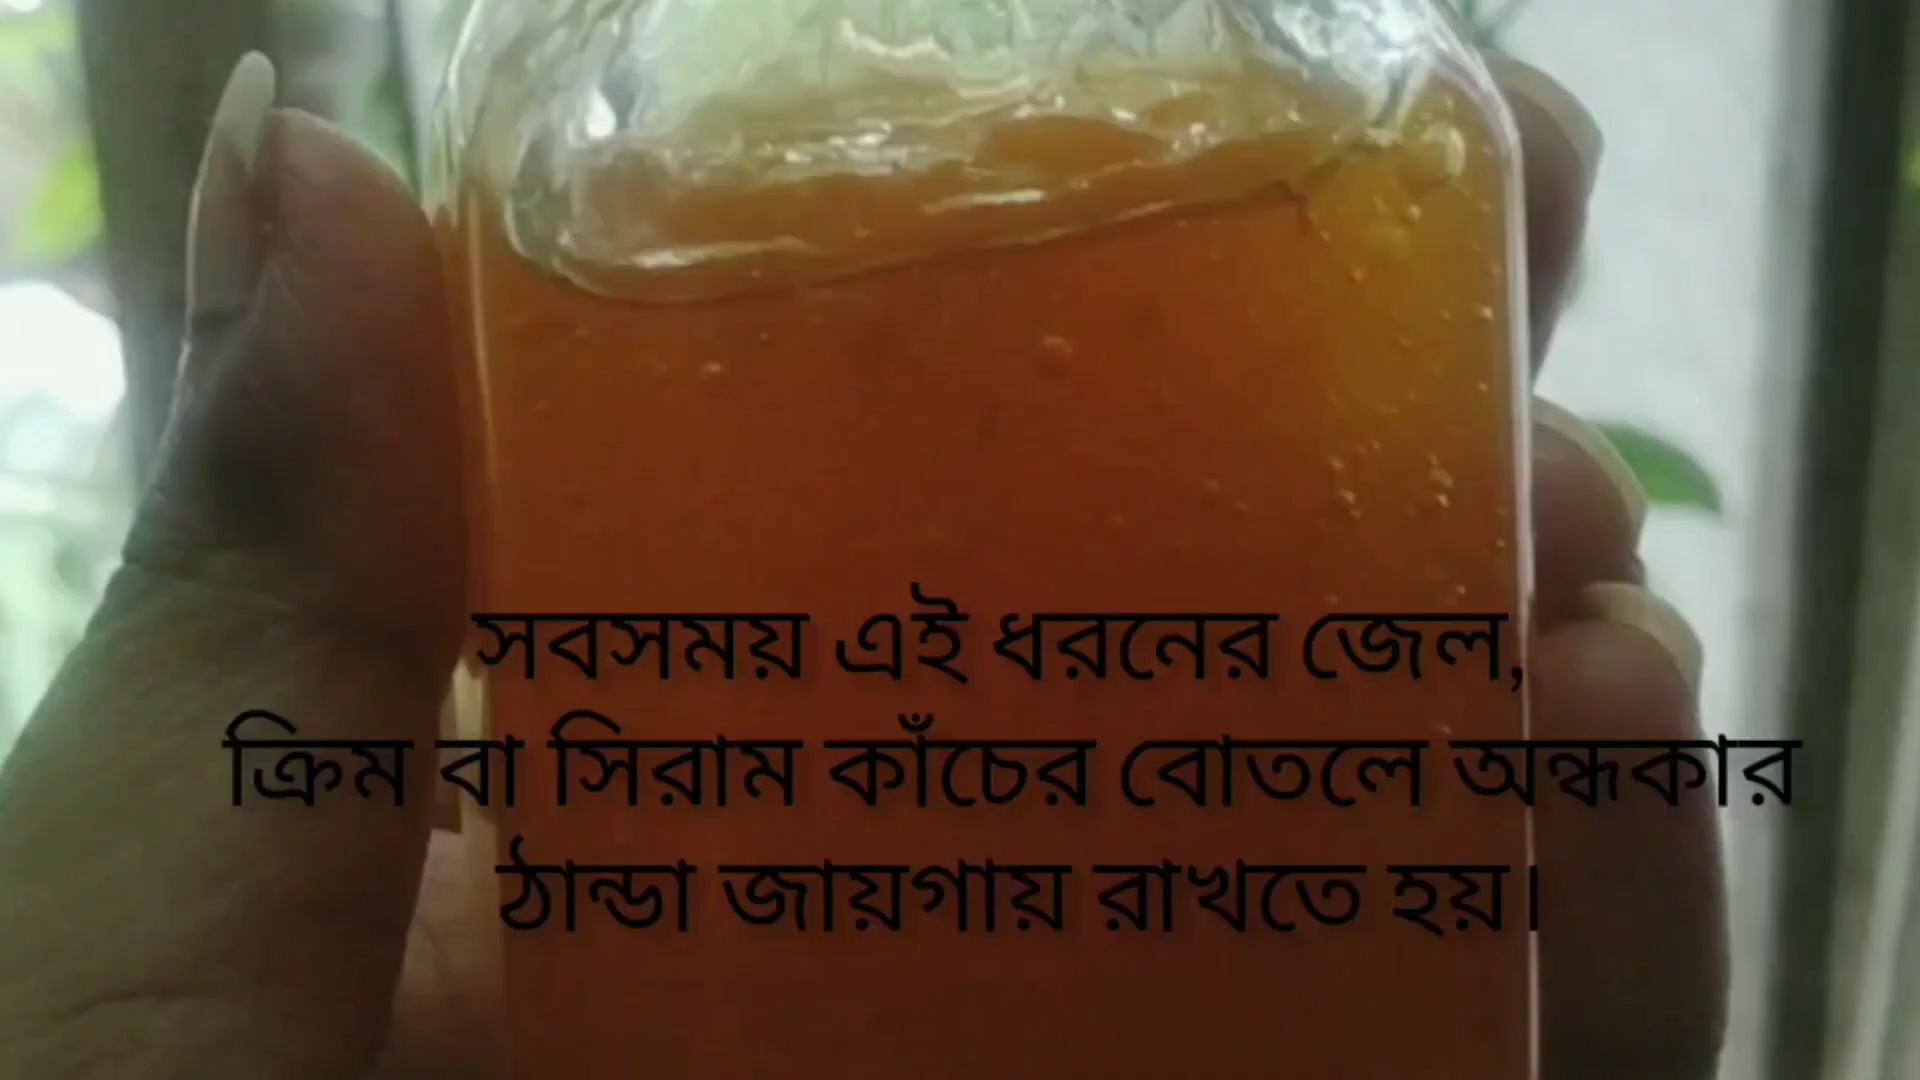 সবসময় এই ধরনের জেল,
ক্রিম বা সিরাম কাঁচের বোতলে অন্ধকার
ঠান্ডা জায়গায় রাখতে হয়।